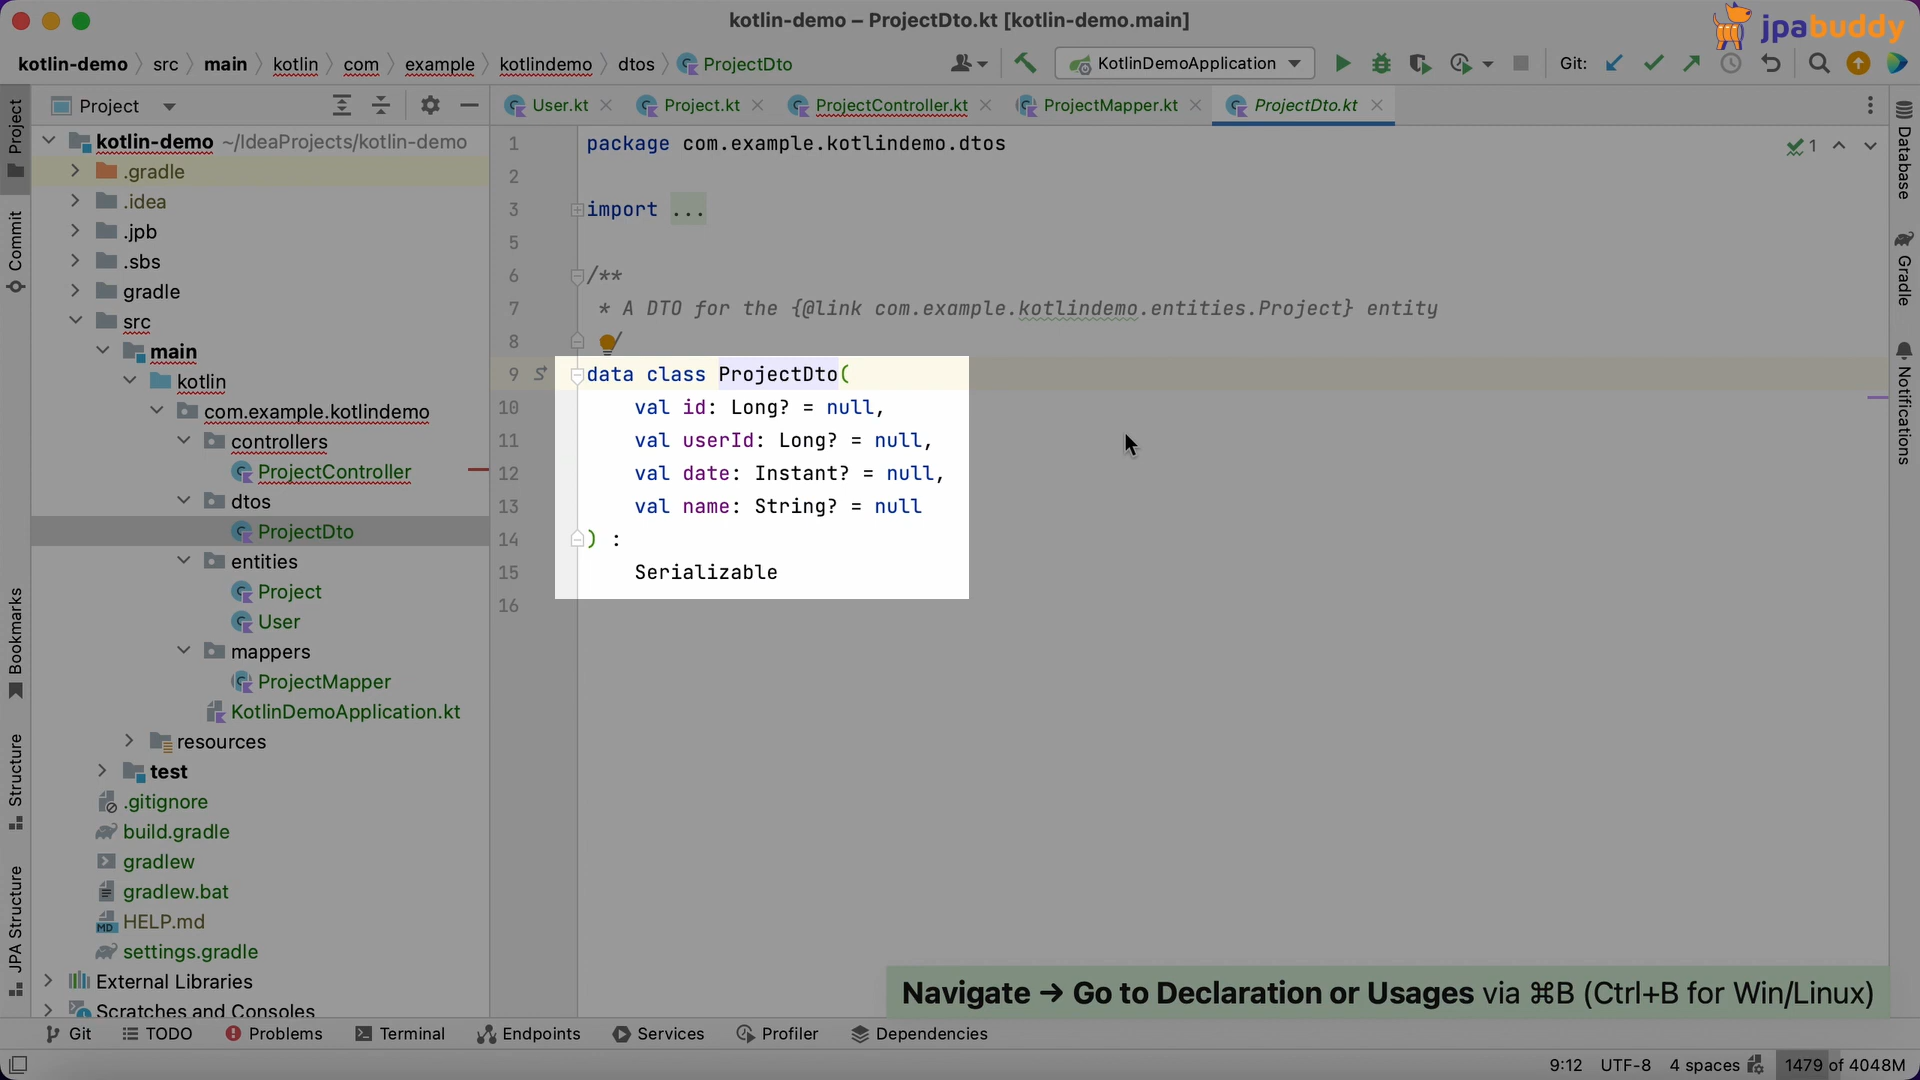 kotlin-demo – ProjectDto.kt [kotlin-demo.main]
jpabuddy
kotlin-demo src main kotlin com example kotlindemo dtos ProjectDto
KotlinDemoApplication
Git:
Project
User.kt Project.kt ProjectController.kt ProjectMapper.kt ProjectDto.kt
Project
Commit
Bookmarks
Structure
JPA Structure
kotlin-demo ~/IdeaProjects/kotlin-demo
.gradle
.idea
.jpb
.sbs
gradle
src
main
kotlin
com.example.kotlindemo
controllers
ProjectController
dtos
ProjectDto
entities
Project
User
mappers
ProjectMapper
KotlinDemoApplication.kt
resources
test
.gitignore
build.gradle
gradlew
gradlew.bat
MD HELP.md
settings.gradle
External Libraries
Scratches and Consoles
1 package com.example.kotlindemo.dtos
2
3 import ...
5
6 /**
7 * A DTO for the {@link com.example.kotlindemo.entities.Project} entity
8 /
9 data class ProjectDto(
10 val id: Long? = null,
11 val userId: Long? = null,
12 val date: Instant? = null,
13 val name: String? = null
14 ) :
15 Serializable
16
1
Database
Gradle
Notifications
Navigate → Go to Declaration or Usages via ⌘B (Ctrl+B for Win/Linux)
Git TODO Problems Terminal Endpoints Services Profiler Dependencies
9:12 UTF-8 4 spaces 1479 of 4048M